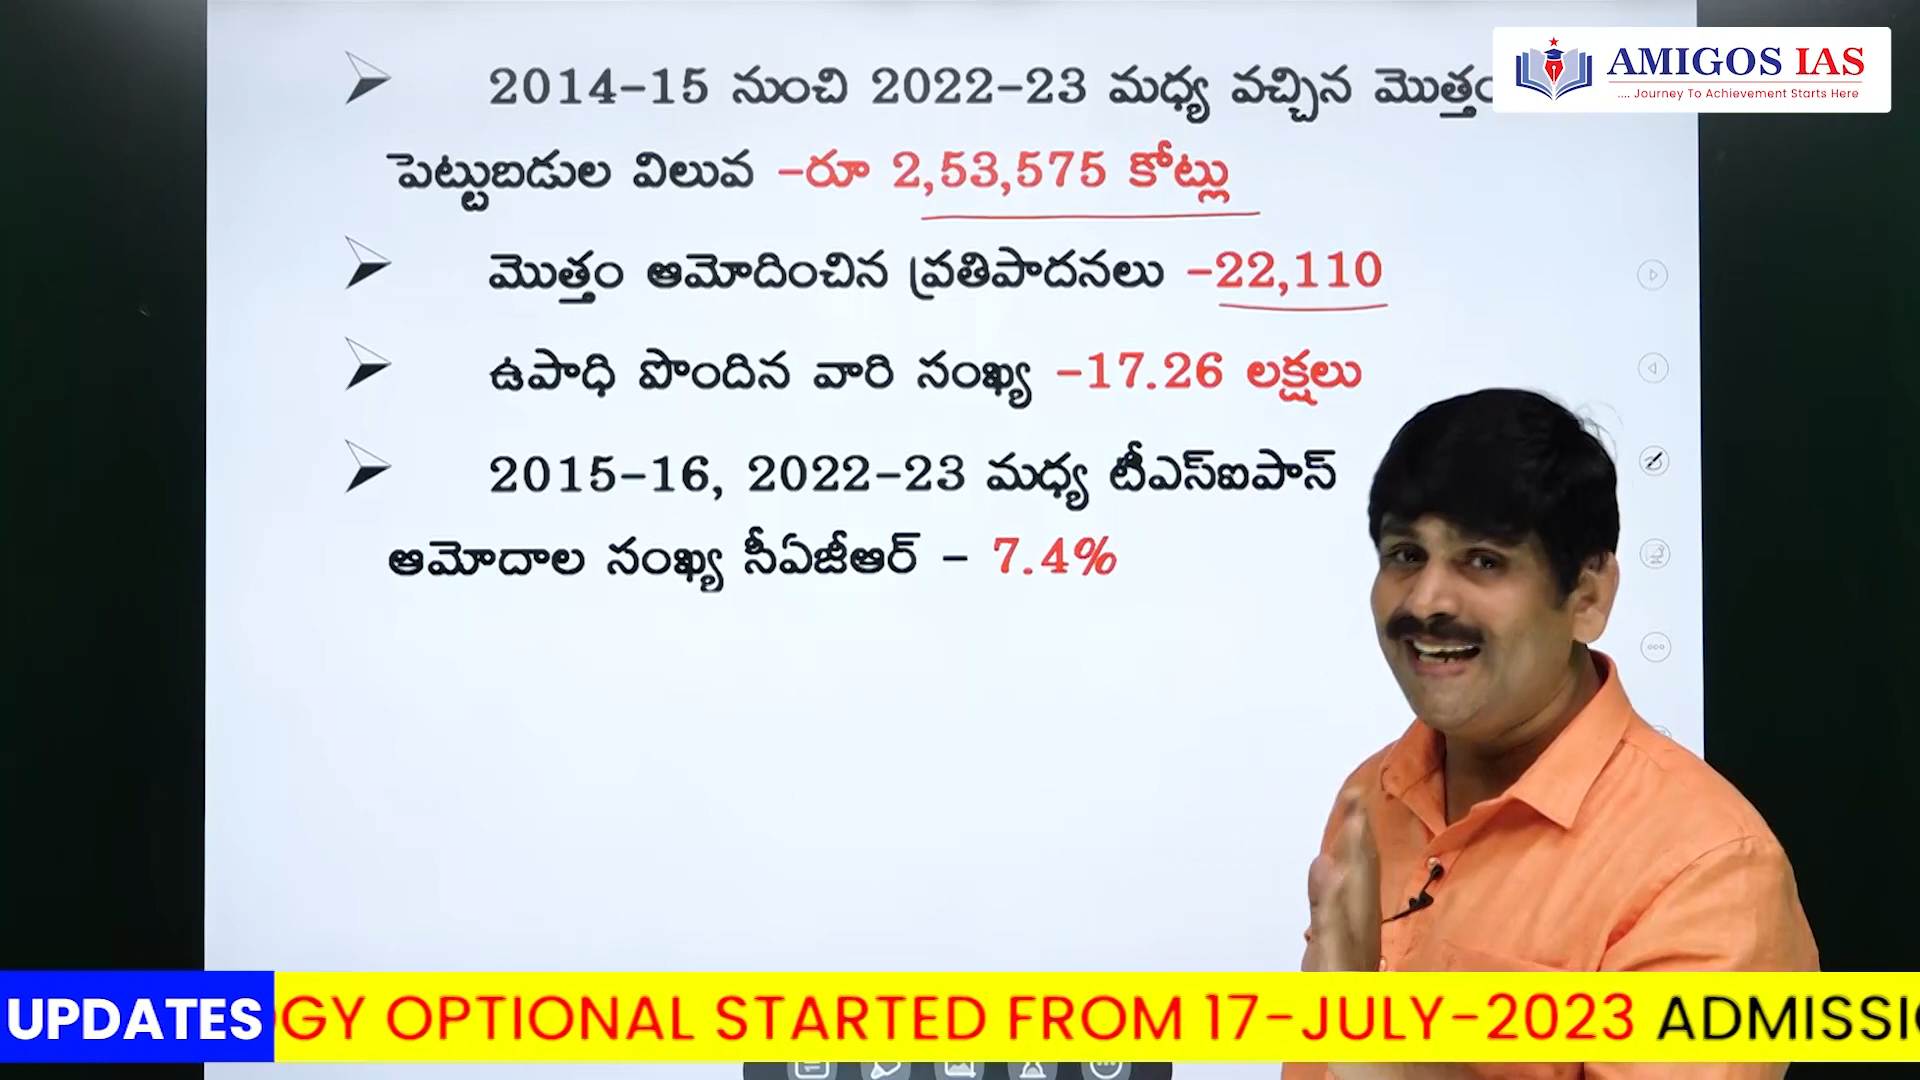 2014-15 నుంచి 2022-23 మధ్య వచ్చిన మొత్తం
పెట్టుబడుల విలువ -రూ 2,53,575 కోట్లు
మొత్తం ఆమోదించిన ప్రతిపాదనలు -22,110
ఉపాధి పొందిన వారి సంఖ్య -17.26 లక్షలు
2015-16, 2022-23 మధ్య టీఎస్ఐపాస్
ఆమోదాల సంఖ్య సీఏజీఆర్ - 7.4%
AMIGOS IAS
.... Journey To Achievement Starts Here
UPDATES
GY OPTIONAL STARTED FROM 17-JULY-2023 ADMISSI